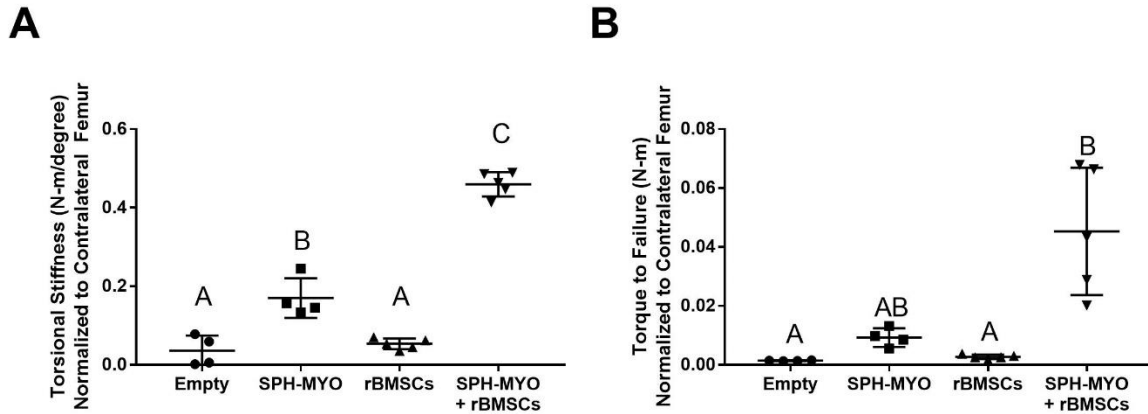 A
Torsional Stiffness (N-m/degree)
Normalized to Contralateral Femur
0.6
0.4
0.2
0.0
A
B
A
C
Empty
SPH-MYO
rBMSCs
SPH-MYO
+ rBMSCs
B
Torque to Failure (N-m)
Normalized to Contralateral Femur
0.08
0.06
0.04
0.02
0.00
A
AB
A
B
Empty
SPH-MYO
rBMSCs
SPH-MYO
+ rBMSCs